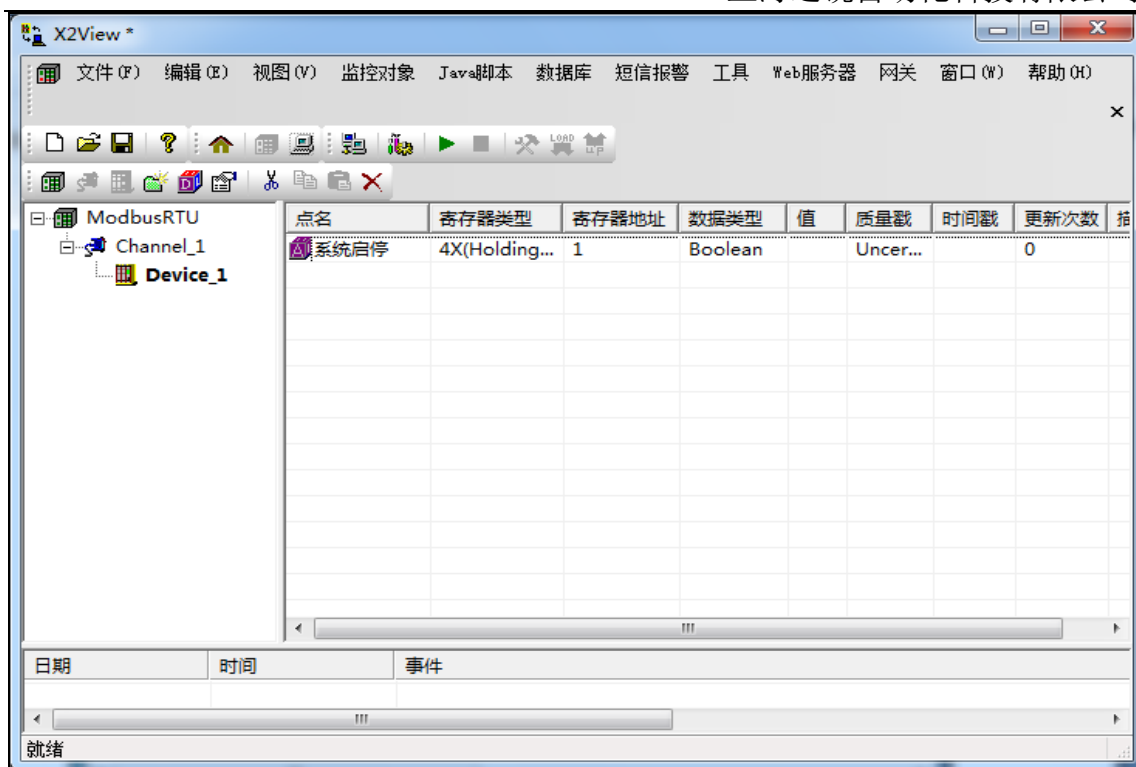 X2View *
文件(F) 编辑(E) 视图(V) 监控对象 Java脚本 数据库 短信报警 工具 Web服务器 网关 窗口(W) 帮助(H)
LOAD
UP
ModbusRTU
Channel_1
Device_1
点名 寄存器类型 寄存器地址 数据类型 值 质量戳 时间戳 更新次数
系统启停 4X(Holding... 1 Boolean Uncer... 0
日期 时间 事件
就绪